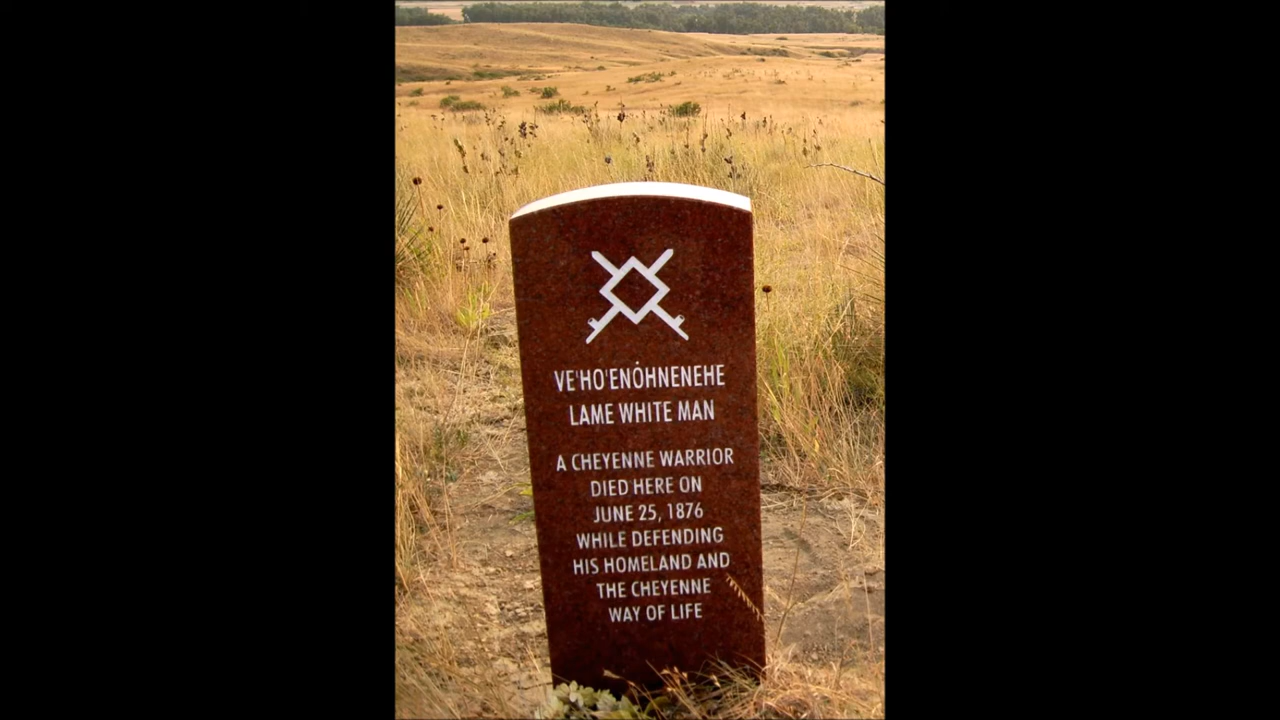 VE'HO'ENȮHNENEHE
LAME WHITE MAN
A CHEYENNE WARRIOR
DIED HERE ON
JUNE 25, 1876
WHILE DEFENDING
HIS HOMELAND AND
THE CHEYENNE
WAY OF LIFE